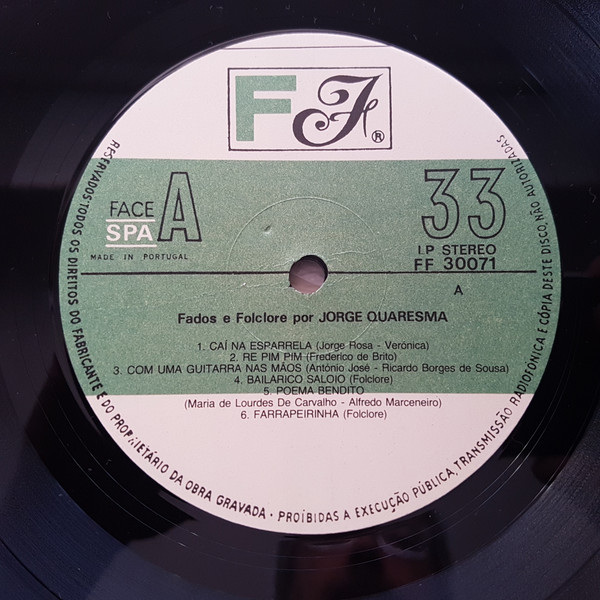 F F ®
FACE A
SPA
MADE IN PORTUGAL
33
LP STEREO
FF 30071
A
Fados e Folclore por JORGE QUARESMA
1. CAÍ NA ESPARRELA (Jorge Rosa - Verónica)
2. RE PIM PIM (Frederico de Brito)
3. COM UMA GUITARRA NAS MÃOS (António José - Ricardo Borges de Sousa)
4. BAILARICO SALOIO (Folclore)
5. POEMA BENDITO
(Maria de Lourdes De Carvalho - Alfredo Marceneiro)
6. FARRAPEIRINHA (Folclore)
RESERVADOS TODOS OS DIREITOS DO FABRICANTE E DO PROPRIETÁRIO DA OBRA GRAVADA · PROÍBIDAS A EXECUÇÃO PÚBLICA, TRANSMISSÃO RADIOFÓNICA E CÓPIA DESTE DISCO, NÃO AUTORIZADAS